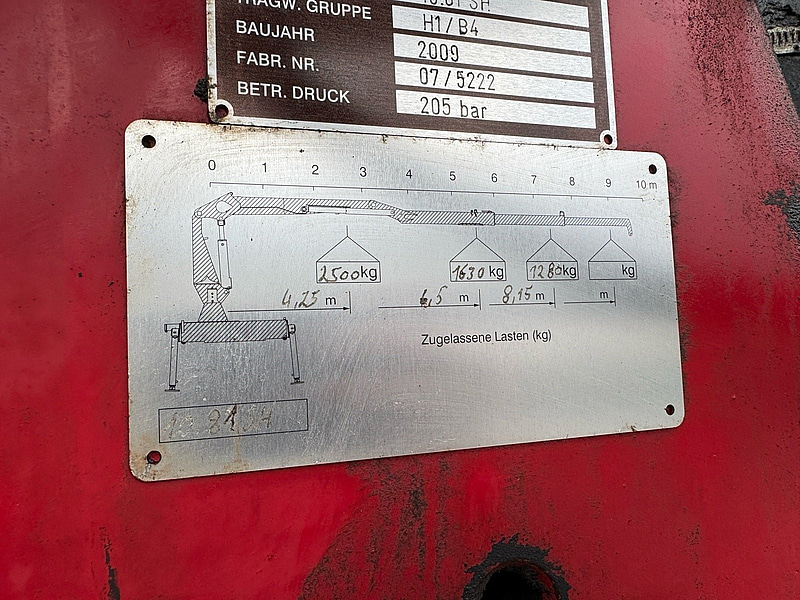 TRAGW. GRUPPE H1/B4
BAUJAHR 2009
FABR. NR. 07/5222
BETR. DRUCK 205 bar
0 1 2 3 4 5 6 7 8 9 10 m
2500kg 1630 kg 1280kg kg
4,25 m 6,5 m 8,15 m m
Zugelassene Lasten (kg)